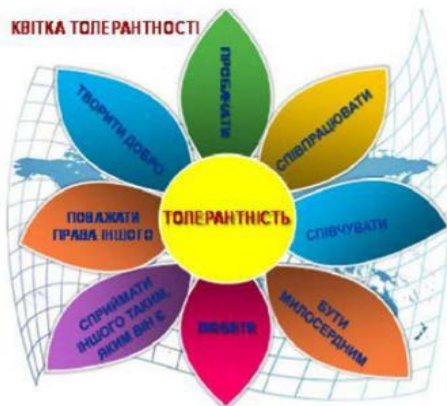 КВІТКА ТОЛЕРАНТНОСТІ
ПРОБАЧАТИ
СПІВПРАЦЮВАТИ
СПІВЧУВАТИ
БУТИ
МИЛОСЕРДНИМ
ЛЮБИТИ
СПРИЙМАТИ
ІНШОГО ТАКИМ,
ЯКИМ ВІН Є
ПОВАЖАТИ
ПРАВА ІНШОГО
ТВОРИТИ ДОБРО
ТОЛЕРАНТНІСТЬ